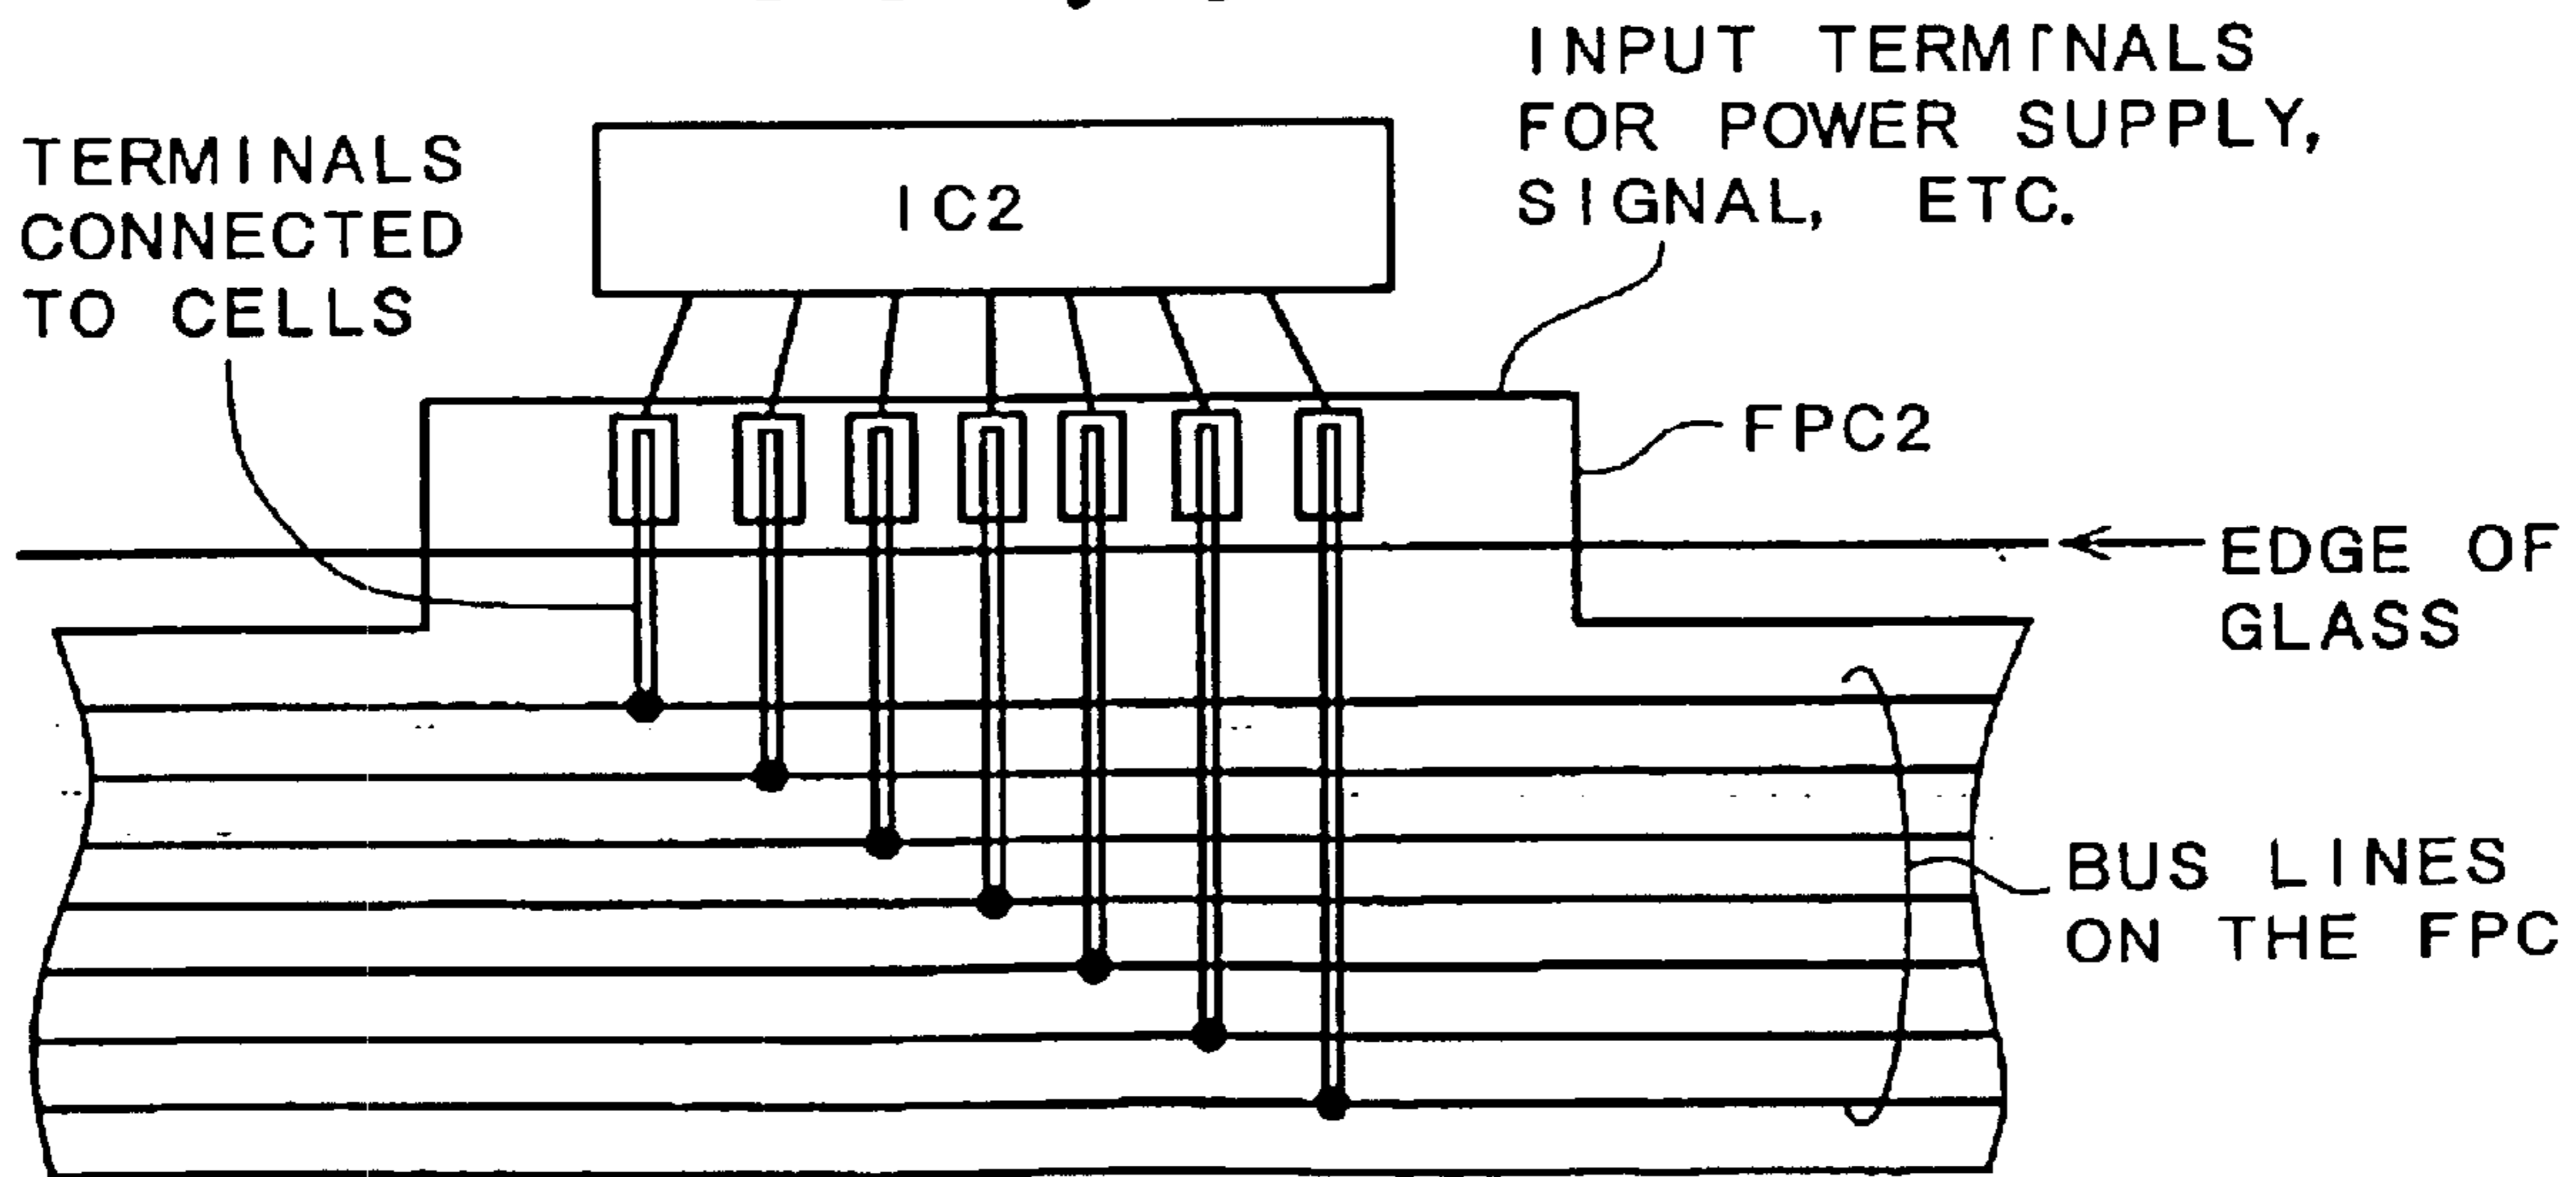 TERMINALS
CONNECTED
TO CELLS
IC2
INPUT TERMINALS
FOR POWER SUPPLY,
SIGNAL, ETC.
FPC2
EDGE OF
GLASS
BUS LINES
ON THE FPC